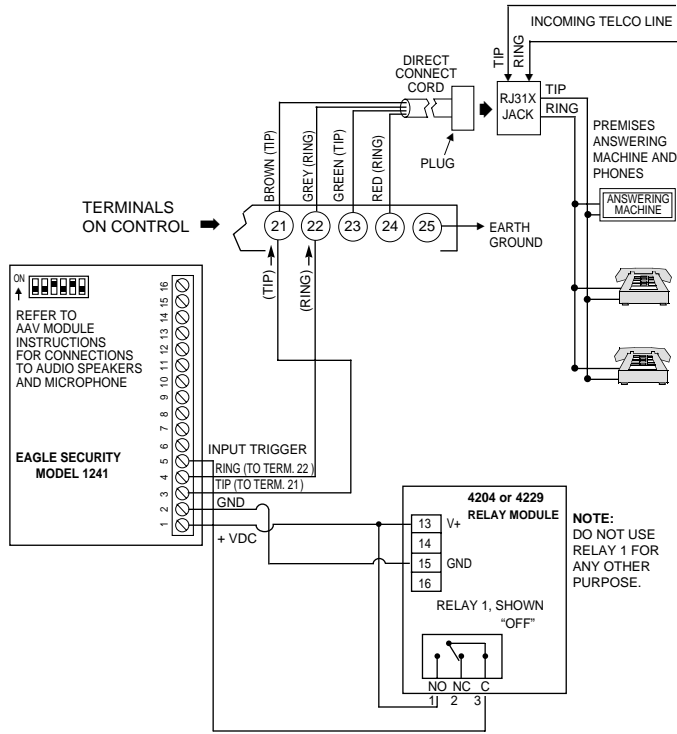 INCOMING TELCO LINE
TIP
RING
DIRECT
CONNECT
CORD
RJ31X
JACK
TIP
RING
PLUG
PREMISES
ANSWERING
MACHINE AND
PHONES
ANSWERING
MACHINE
BROWN (TIP)
GREY (RING)
GREEN (TIP)
RED (RING)
TERMINALS
ON CONTROL
21
22
23
24
25
EARTH
GROUND
(TIP)
(RING)
ON
REFER TO
AAV MODULE
INSTRUCTIONS
FOR CONNECTIONS
TO AUDIO SPEAKERS
AND MICROPHONE
EAGLE SECURITY
MODEL 1241
16
15
14
13
12
11
10
9
8
7
6
5
4
3
2
1
INPUT TRIGGER
RING (TO TERM. 22 )
TIP (TO TERM. 21 )
GND
+ VDC
4204 or 4229
RELAY MODULE
13 V+
14
15 GND
16
RELAY 1, SHOWN
“OFF”
NO NC C
1 2 3
NOTE:
DO NOT USE
RELAY 1 FOR
ANY OTHER
PURPOSE.